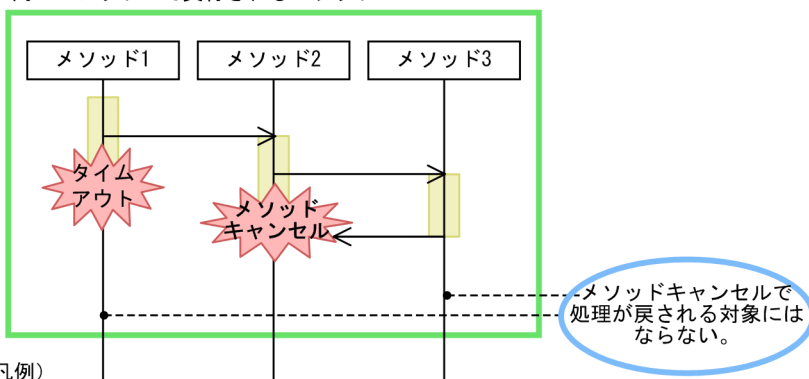 メソッド1
メソッド2
メソッド3
タイム
アウト
メソッド
キャンセル
メソッドキャンセルで
処理が戻される対象には
ならない。
凡例）